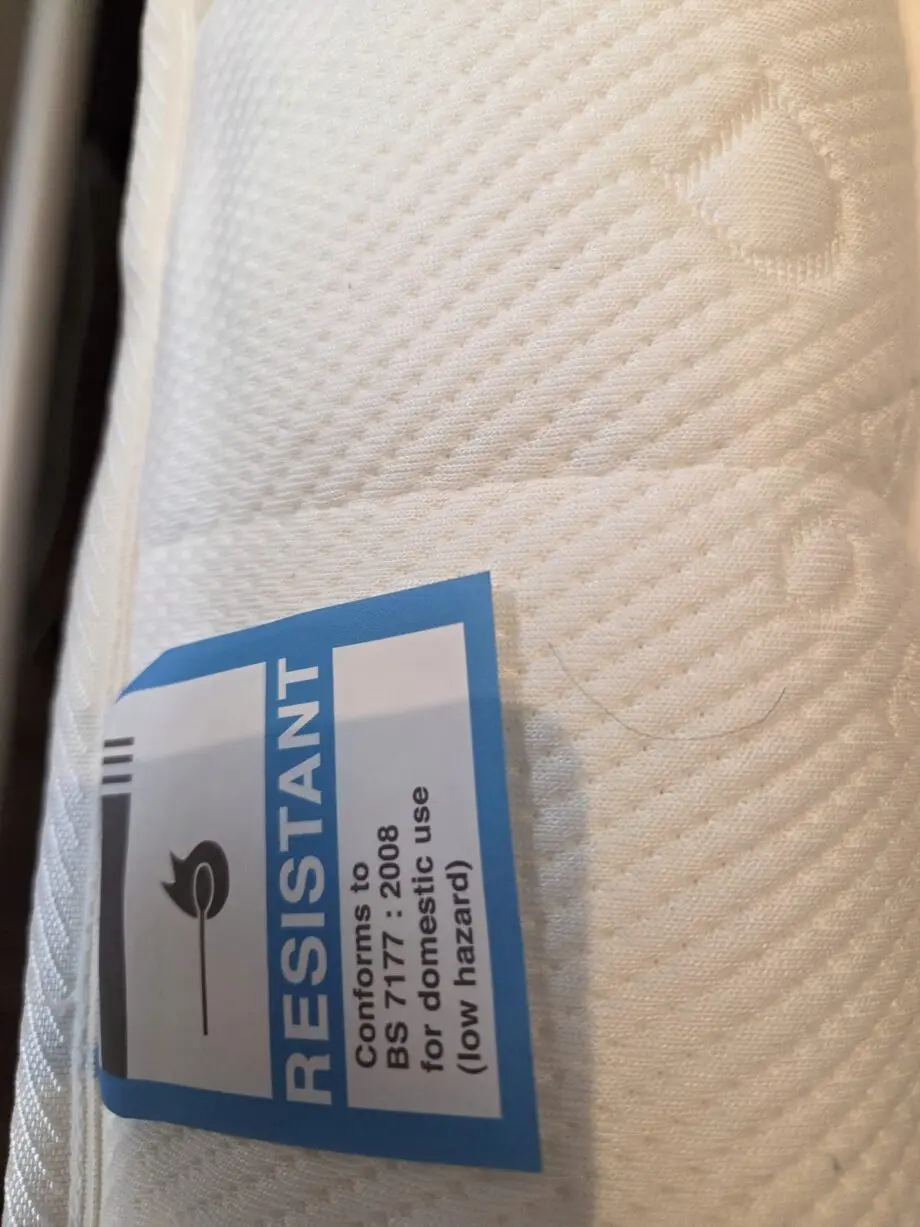 RESISTANT
Conforms to
BS 7177 : 2008
for domestic use
(low hazard)